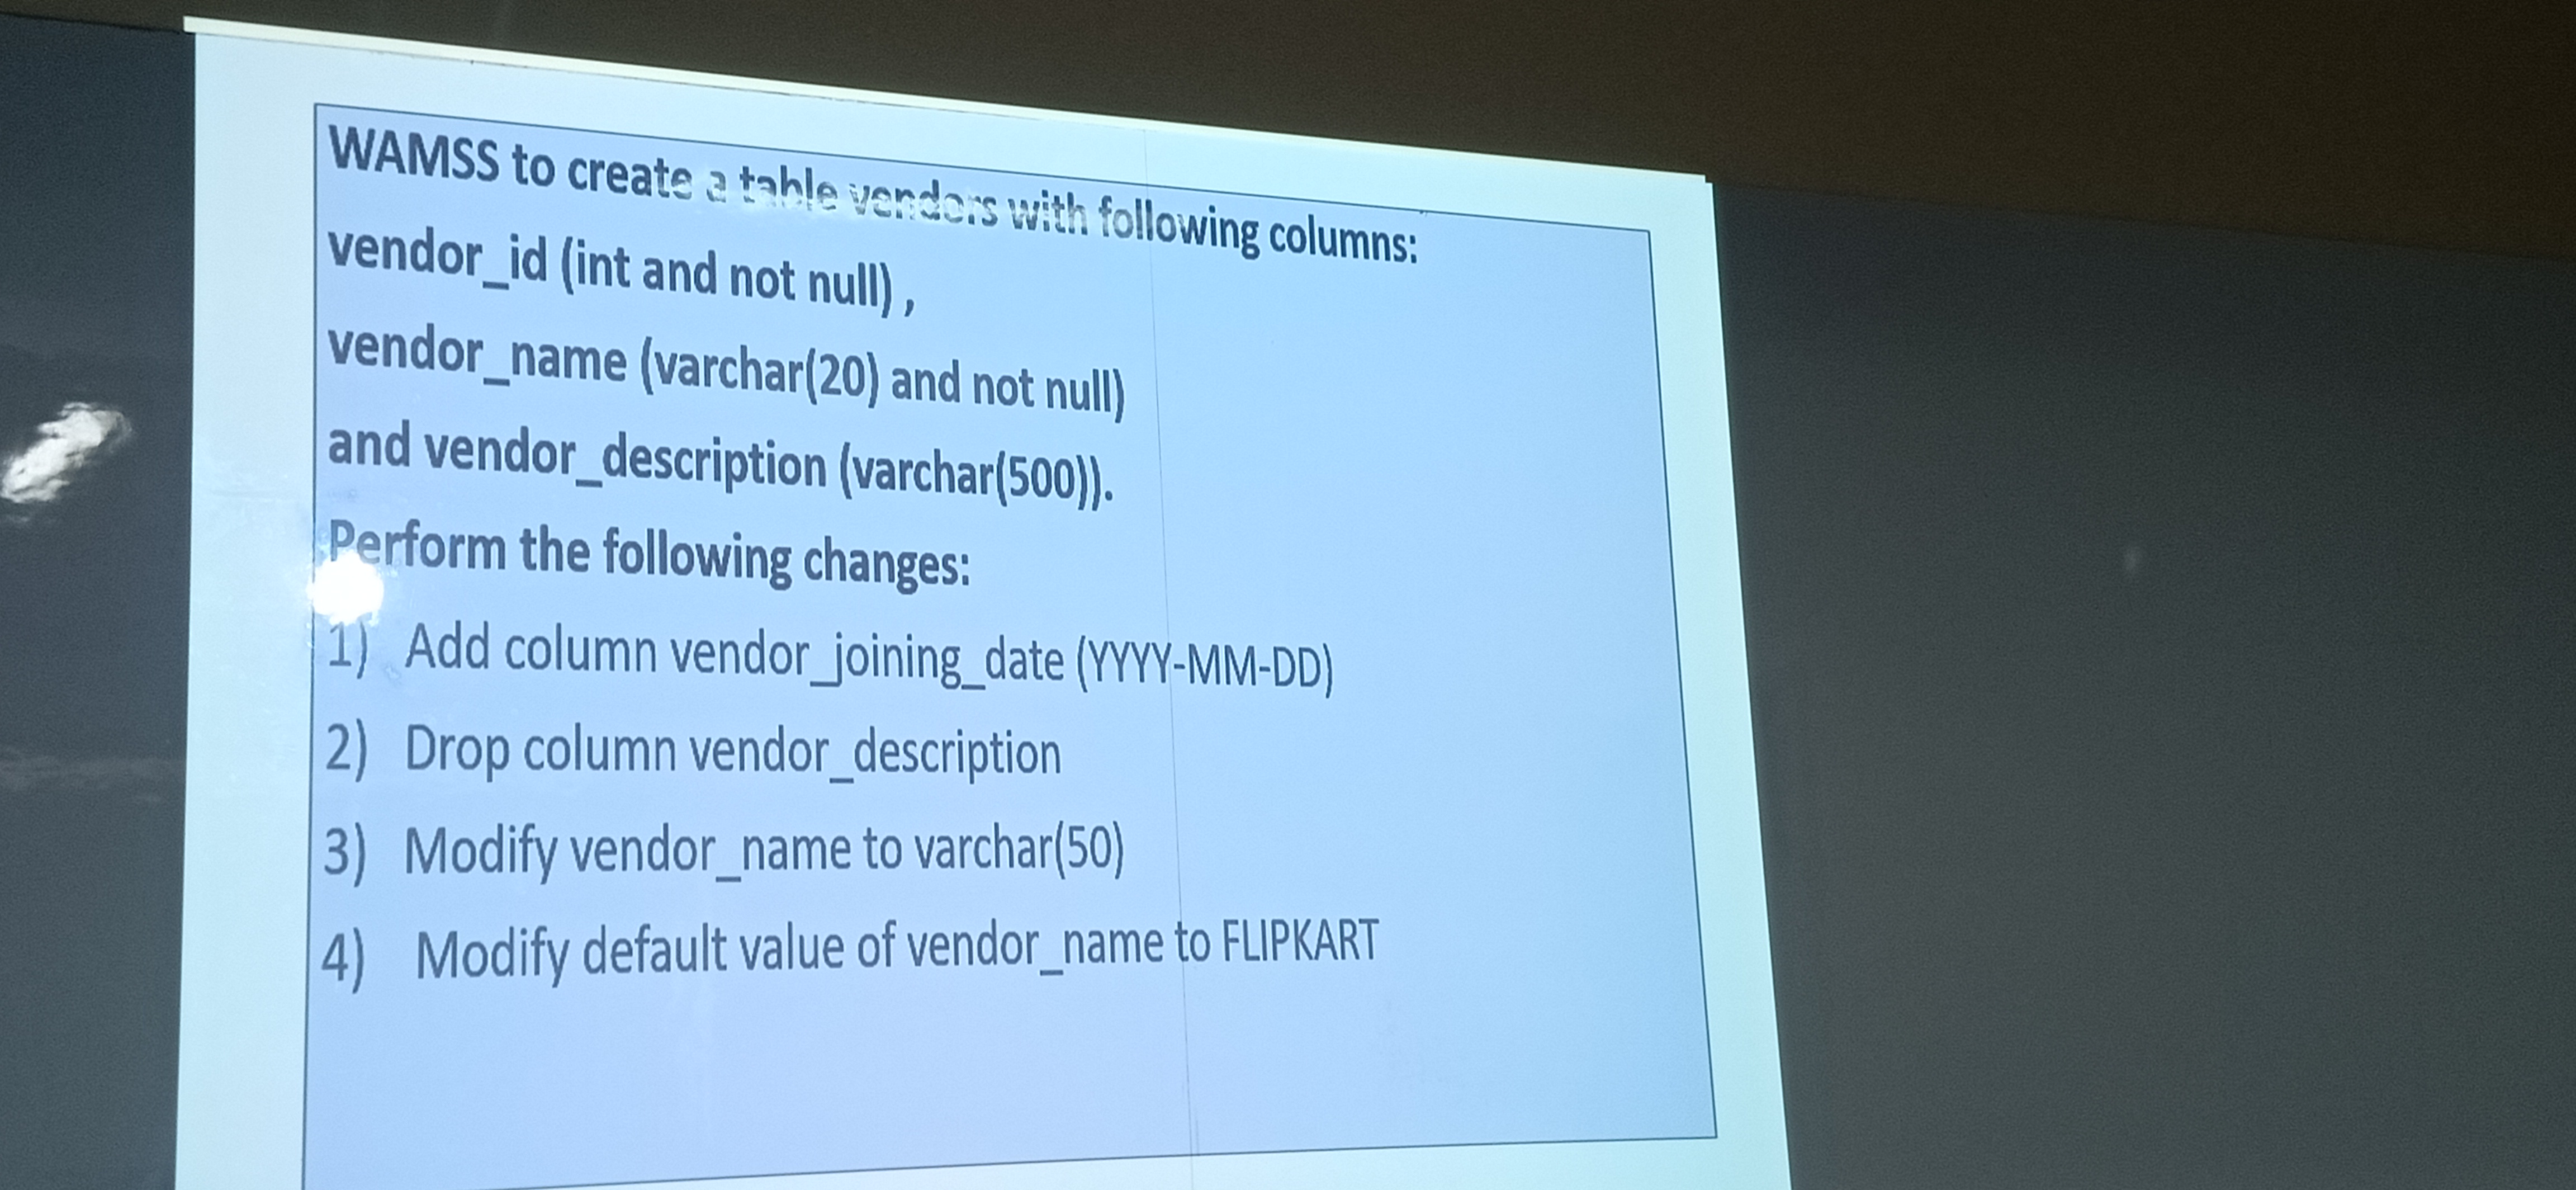 WAMSS to create a table vendors with following columns:
vendor_id (int and not null) ,
vendor_name (varchar(20) and not null)
and vendor_description (varchar(500)).
Perform the following changes:
1) Add column vendor_joining_date (YYYY-MM-DD)
2) Drop column vendor_description
3) Modify vendor_name to varchar(50)
4) Modify default value of vendor_name to FLIPKART